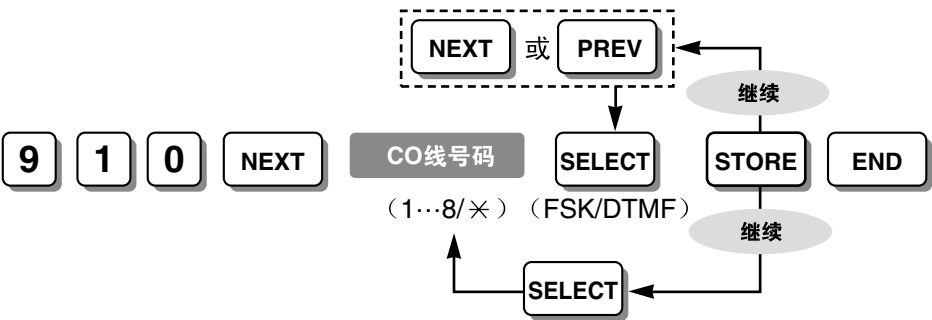 NEXT 或 PREV
继续
9 1 0 NEXT CO线号码 SELECT STORE END
（1…8/＊）（FSK/DTMF）
继续
SELECT